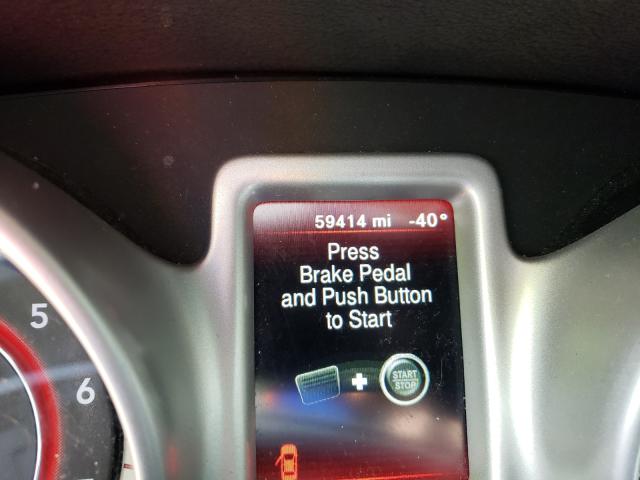 59414 mi -40°
Press
Brake Pedal
and Push Button
to Start
START
STOP
5
6